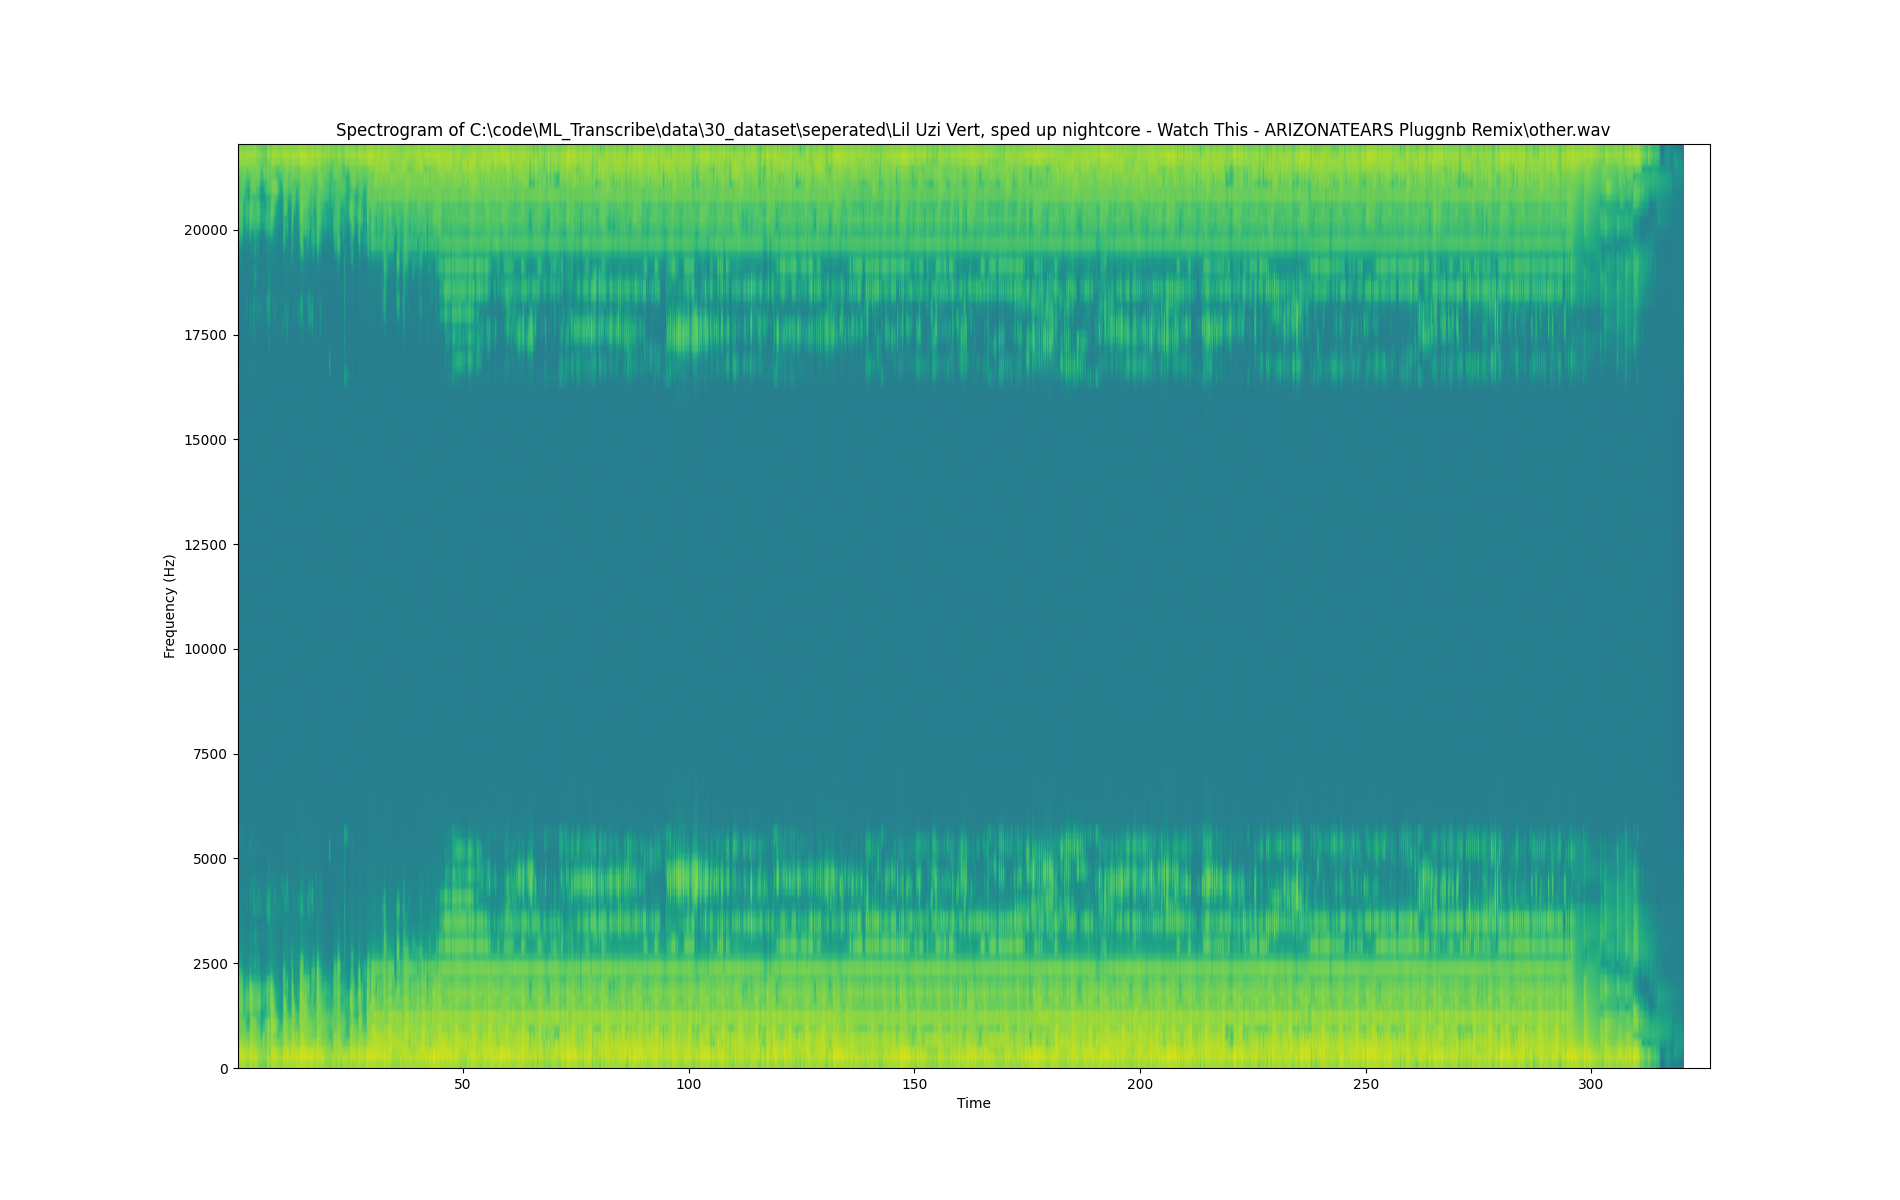 Spectrogram of C:\code\ML_Transcribe\data\30_dataset\seperated\Lil Uzi Vert, sped up nightcore - Watch This - ARIZONATEARS Pluggnb Remix\other.wav
20000
17500
15000
12500
10000
7500
5000
2500
0
Frequency (Hz)
50 100 150 200 250 300
Time